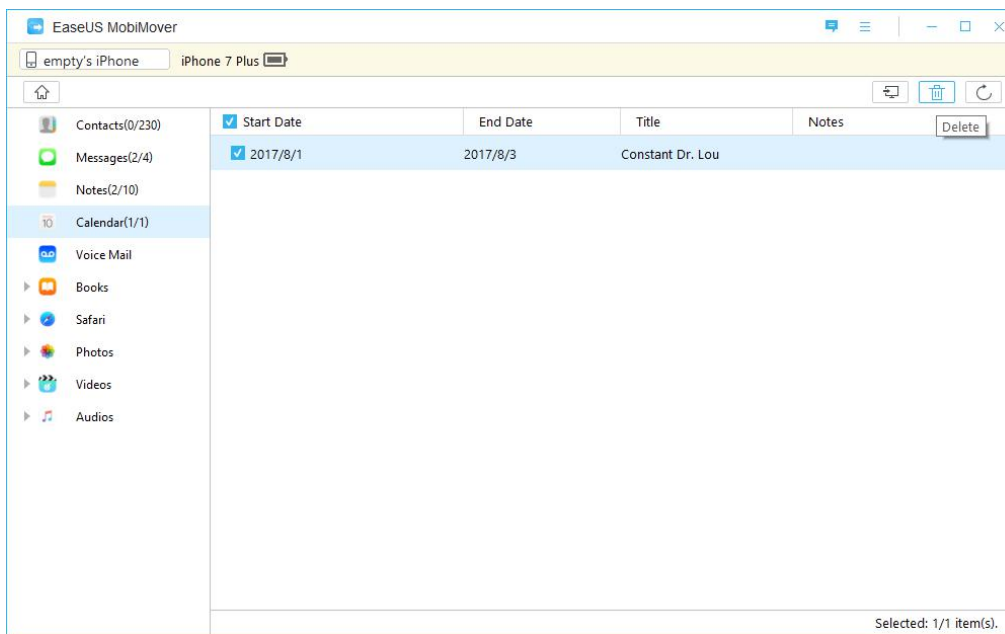 EaseUS MobiMover
empty's iPhone iPhone 7 Plus
Start Date End Date Title Notes
Delete
2017/8/1 2017/8/3 Constant Dr. Lou
Contacts(0/230)
Messages(2/4)
Notes(2/10)
10 Calendar(1/1)
Voice Mail
Books
Safari
Photos
Videos
Audios
Selected: 1/1 item(s).